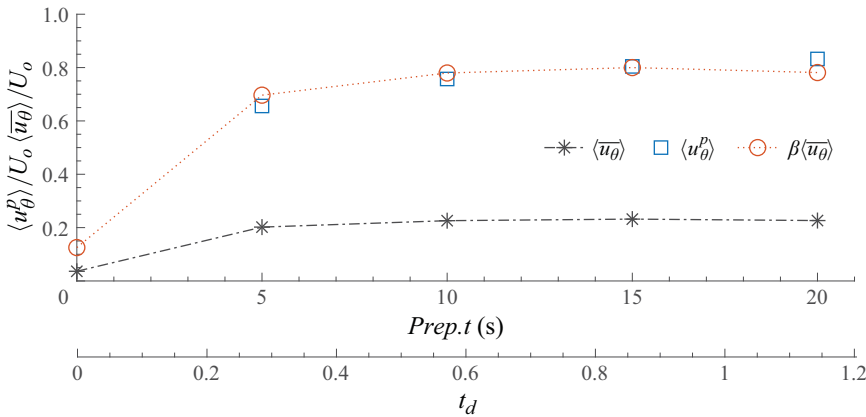 ⟨u_θ^p⟩/U_o ⟨\overline{u_θ}⟩/U_o
1.0
0.8
0.6
0.4
0.2
0
⟨\overline{u_θ}⟩ ⟨u_θ^p⟩ β⟨\overline{u_θ}⟩
5 10 15 20
Prep.t (s)
0 0.2 0.4 0.6 0.8 1 1.2
t_d